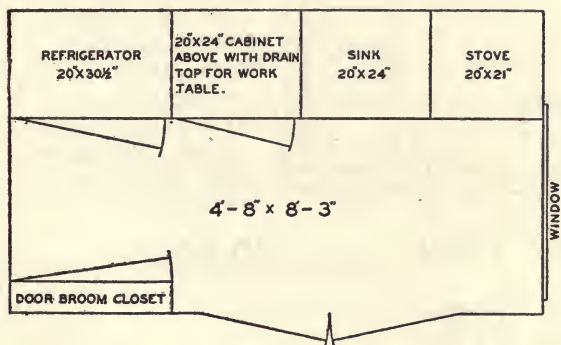 REFRIGERATOR
20"X30½"
20"X24" CABINET
ABOVE WITH DRAIN
TOP FOR WORK
TABLE.
SINK
20"X24"
STOVE
20"X21"
4'-8" x 8'-3"
WINDOW
DOOR BROOM CLOSET